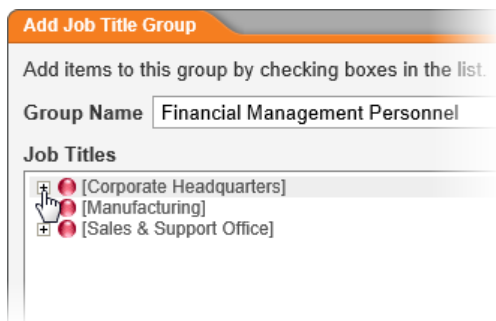 Add Job Title Group
Add items to this group by checking boxes in the list.
Group Name Financial Management Personnel
Job Titles
[Corporate Headquarters]
[Manufacturing]
[Sales & Support Office]